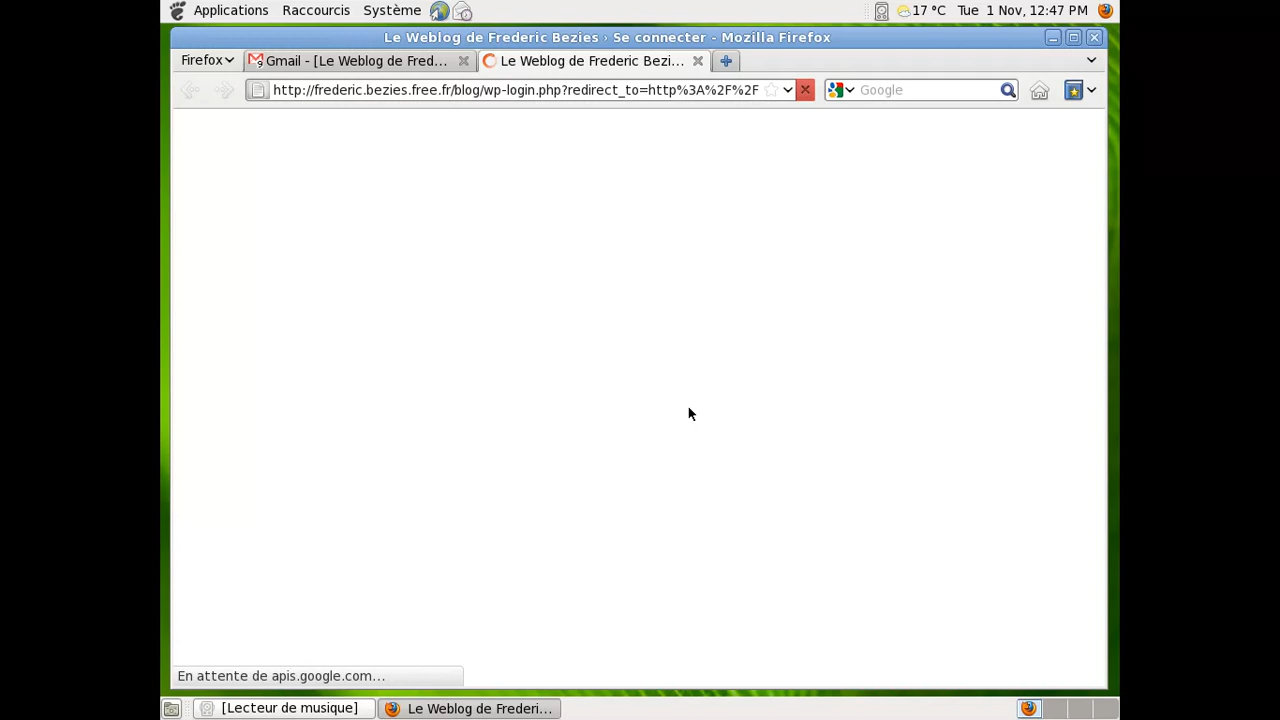 Applications Raccourcis Système 17 °C Tue 1 Nov, 12:47 PM
Le Weblog de Frederic Bezies › Se connecter - Mozilla Firefox
Firefox Gmail - [Le Weblog de Fred... Le Weblog de Frederic Bezi...
http://frederic.bezies.free.fr/blog/wp-login.php?redirect_to=http%3A%2F%2F Google
En attente de apis.google.com…
[Lecteur de musique] Le Weblog de Frederi...